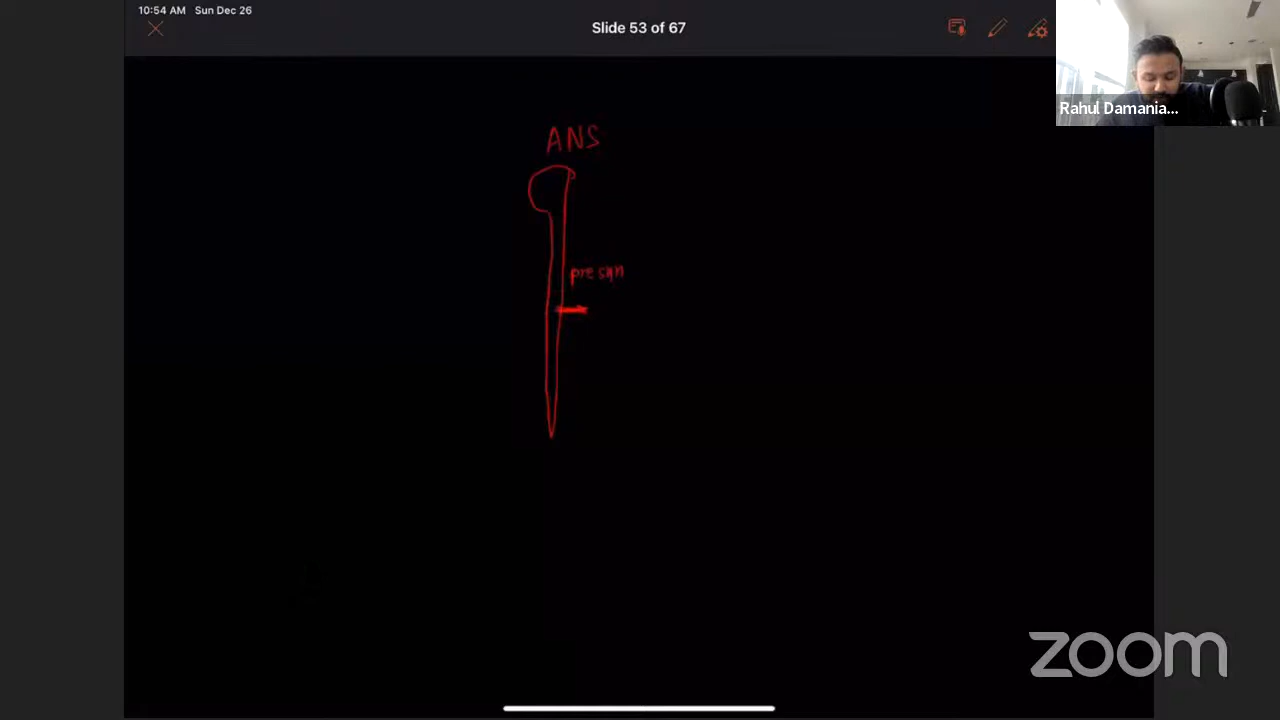 10:54 AM Sun Dec 26
Slide 53 of 67
Rahul Damania...
ANS
pre syn
zoom